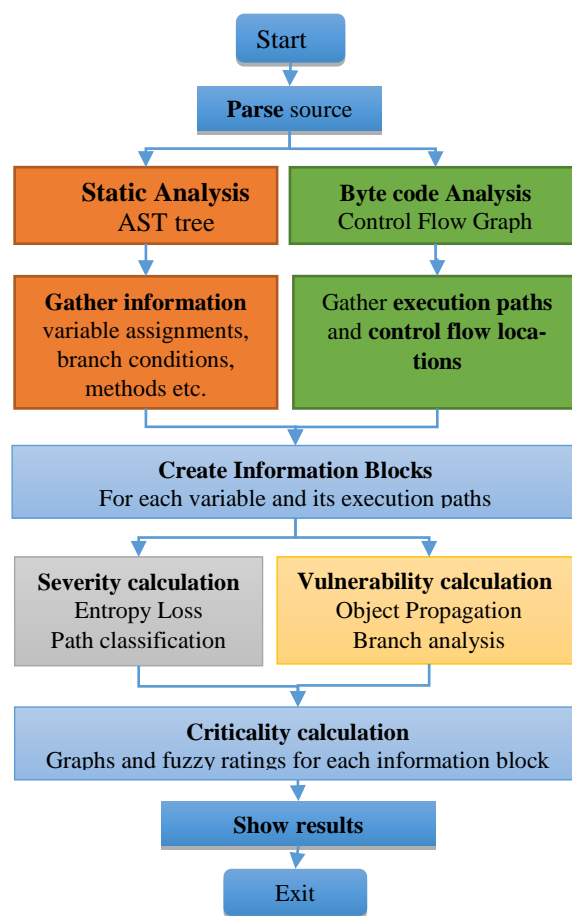 Start
Parse source
Static Analysis
AST tree
Byte code Analysis
Control Flow Graph
Gather information
variable assignments,
branch conditions,
methods etc.
Gather execution paths
and control flow loca-
tions
Create Information Blocks
For each variable and its execution paths
Severity calculation
Entropy Loss
Path classification
Vulnerability calculation
Object Propagation
Branch analysis
Criticality calculation
Graphs and fuzzy ratings for each information block
Show results
Exit